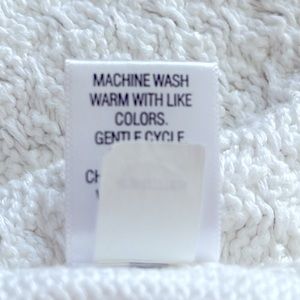 MACHINE WASH
WARM WITH LIKE
COLORS.
GENTLE CYCLE